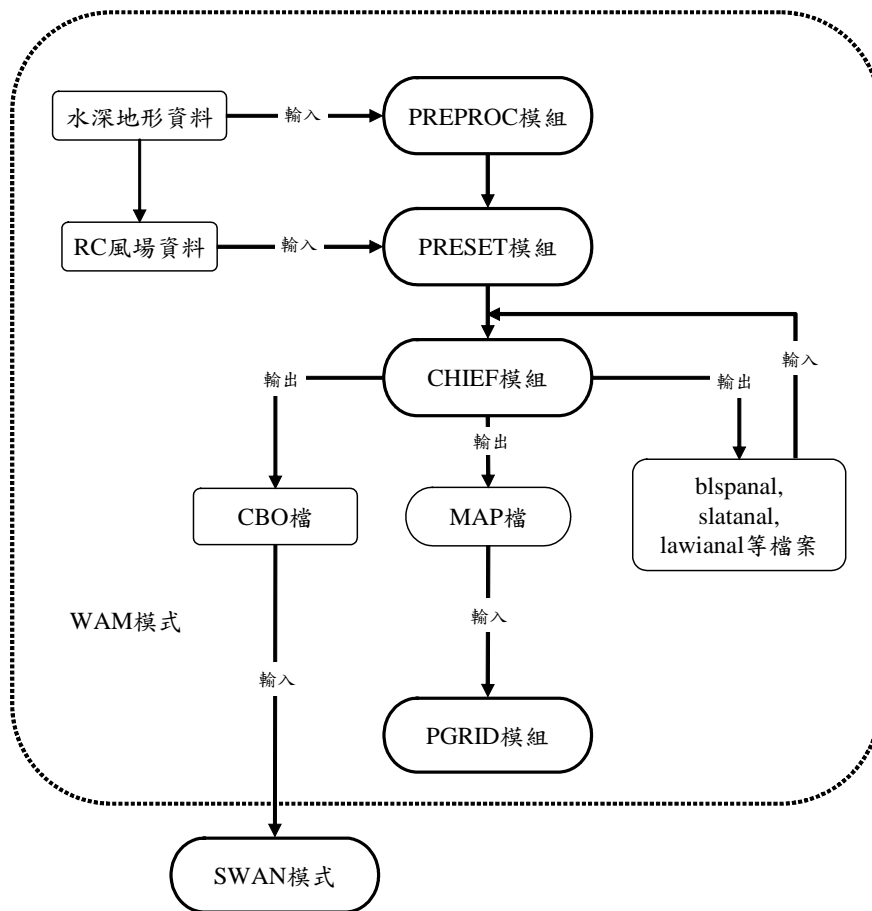 水深地形資料
輸入
PREPROC模組
RC風場資料
輸入
PRESET模組
CHIEF模組
輸出
輸出
輸出
輸入
CBO檔
MAP檔
blspanal,
slatanal,
lawianal等檔案
WAM模式
輸入
輸入
PGRID模組
SWAN模式